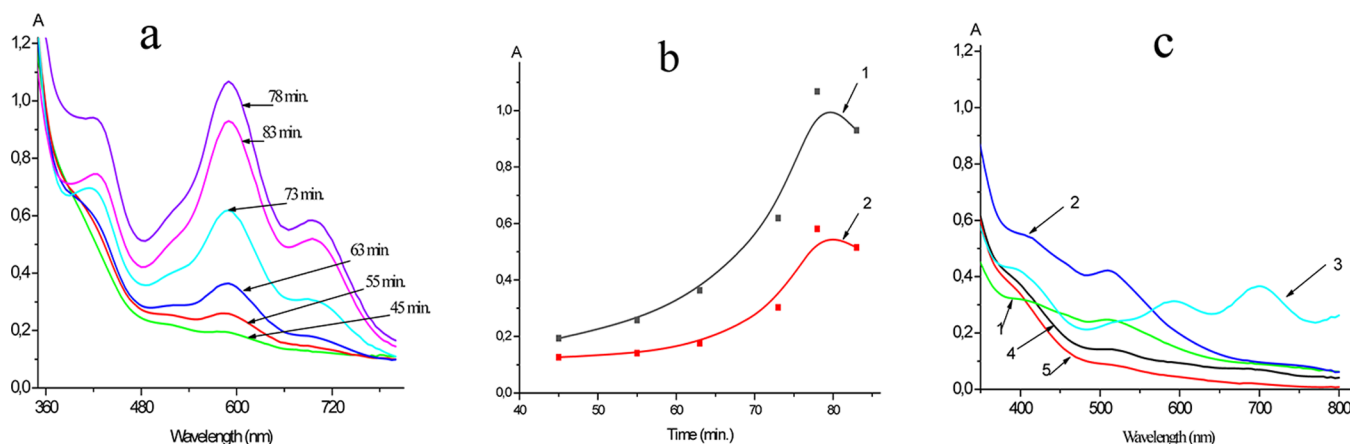 a
A
1,2
1,0
0,8
0,6
0,4
0,2
0,0
360
480
600
720
Wavelength (nm)
78 min.
83 min.
73 min.
63 min.
55 min.
45 min.
b
A
1,0
0,8
0,6
0,4
0,2
0,0
40
50
60
70
80
Time (min.)
1
2
c
A
1,2
1,0
0,8
0,6
0,4
0,2
0,0
400
500
600
700
800
Wavelength (nm)
2
3
1
4
5